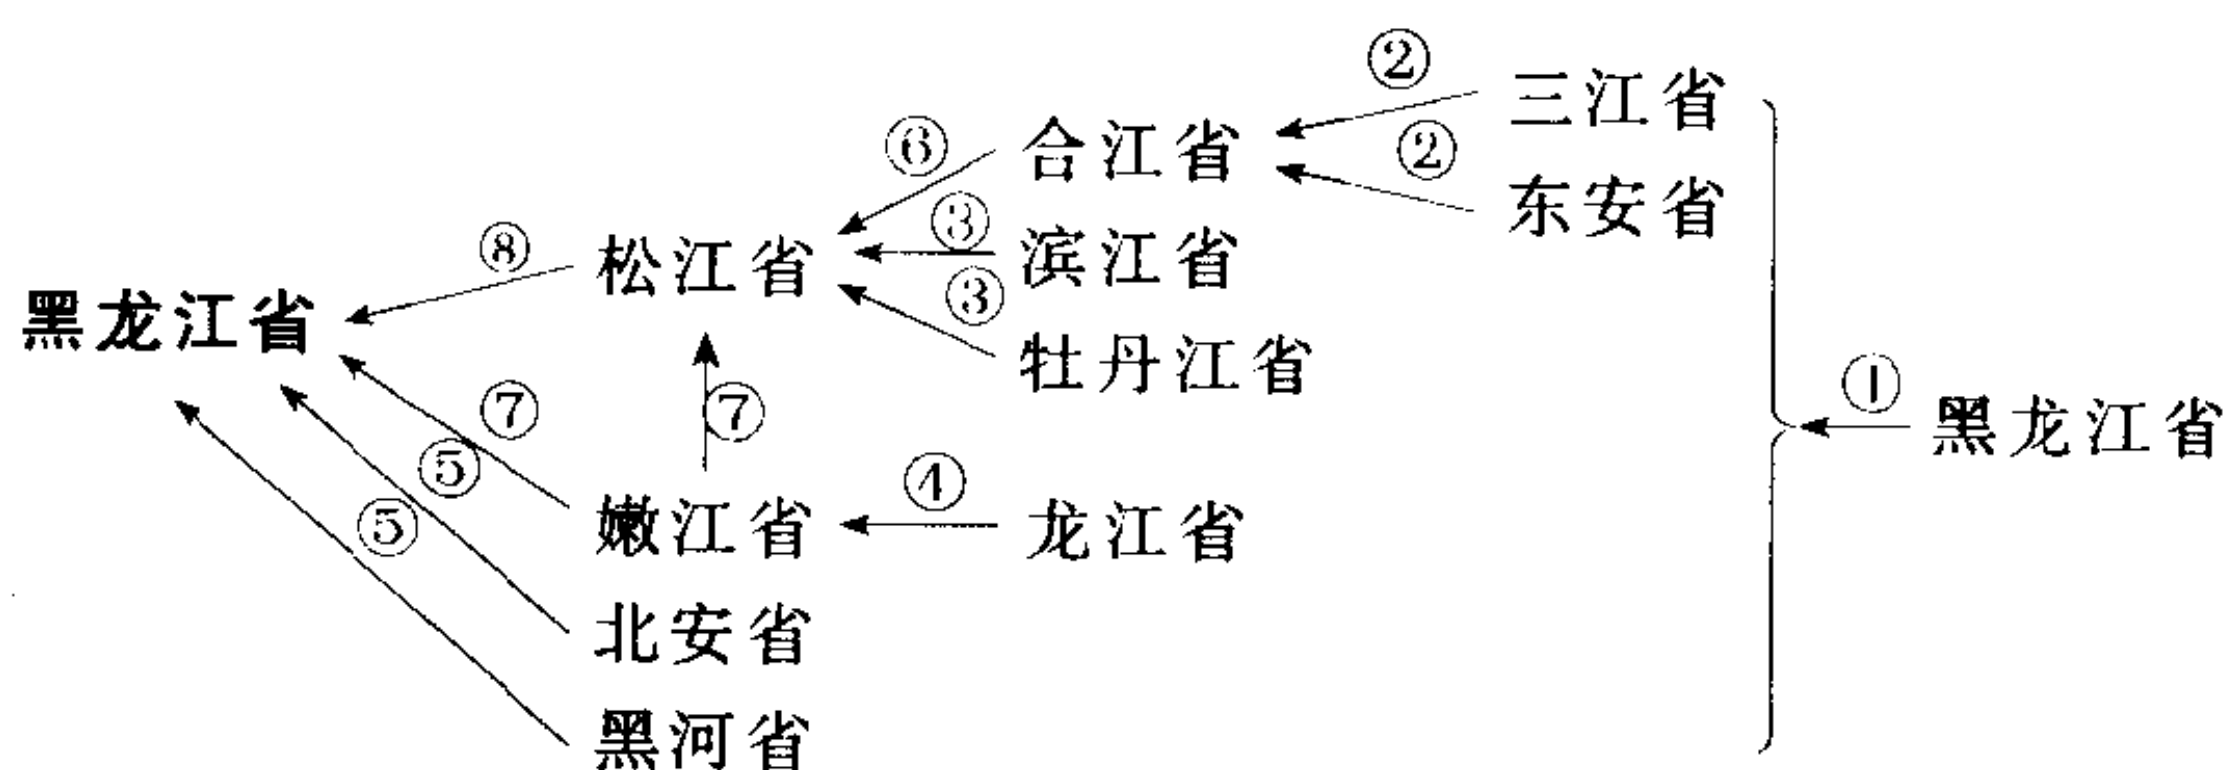 ② 三江省
⑥ 合江省 ② 东安省
⑧ 松江省 ③ 滨江省
黑龙江省 ③ 牡丹江省
⑦ ⑦ ① 黑龙江省
⑤ ④
⑤ 嫩江省 龙江省
北安省
黑河省